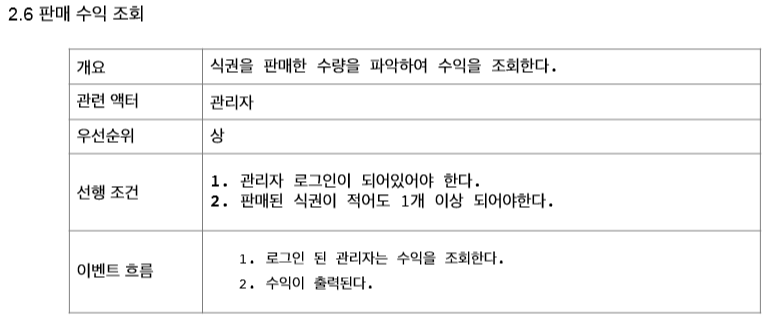 2.6 판매 수익 조회
개요
식권을 판매한 수량을 파악하여 수익을 조회한다.
관련 액터
관리자
우선순위
상
선행 조건
1. 관리자 로그인이 되어있어야 한다.
2. 판매된 식권이 적어도 1개 이상 되어야한다.
이벤트 흐름
1. 로그인 된 관리자는 수익을 조회한다.
2. 수익이 출력된다.